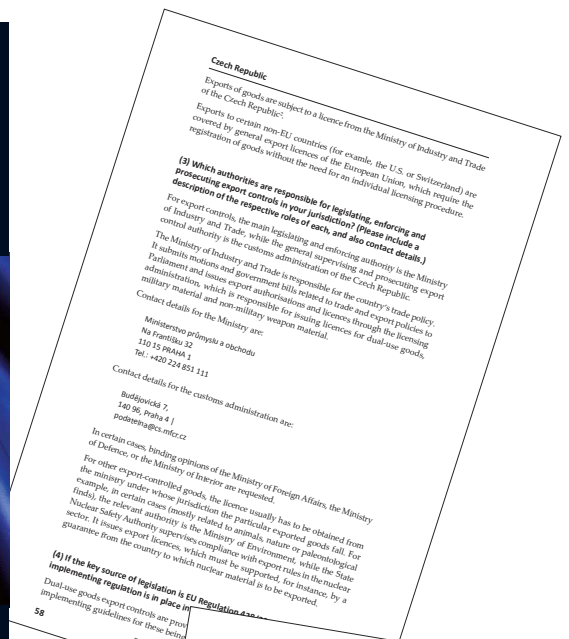 Czech Republic
Exports of goods are subject to a licence from the Ministry of Industry and Trade
of the Czech Republic².
Exports to certain non-EU countries (for examle, the U.S. or Switzerland) are
covered by general export licences of the European Union, which require the
registration of goods without the need for an individual licensing procedure.
(3) Which authorities are responsible for legislating, enforcing and
prosecuting export controls in your jurisdiction? (Please include a
description of the respective roles of each, and also contact details.)
For export controls, the main legislating and enforcing authority is the Ministry
of Industry and Trade, while the general supervising and prosecuting export
control authority is the customs administration of the Czech Republic.
The Ministry of Industry and Trade is responsible for the country's trade policy.
It submits motions and government bills related to trade and export policies to
Parliament and issues export authorisations and licences through the licensing
administration, which is responsible for issuing licences for dual-use goods,
military material and non-military weapon material.
Contact details for the Ministry are:
Ministerstvo průmyslu a obchodu
Na Františku 32
110 15 PRAHA 1
Tel.: +420 224 851 111
Contact details for the customs administration are:
Budějovická 7,
140 96, Praha 4 |
podatelna@cs.mfcr.cz
In certain cases, binding opinions of the Ministry of Foreign Affairs, the Ministry
of Defence, or the Ministry of Interior are requested.
For other export-controlled goods, the licence usually has to be obtained from
the ministry under whose jurisdiction the particular exported goods fall. For
example, in certain cases (mostly related to animals, nature or paleontological
finds), the relevant authority is the Ministry of Environment, while the State
Nuclear Safety Authority supervises compliance with export rules in the nuclear
sector. It issues export licences, which must be supported, for instance, by a
guarantee from the country to which nuclear material is to be exported.
(4) If the key source of legislation is EU Regulation
implementing regulation is in place in
Dual-use goods export controls are
implementing guidelines for these being
58